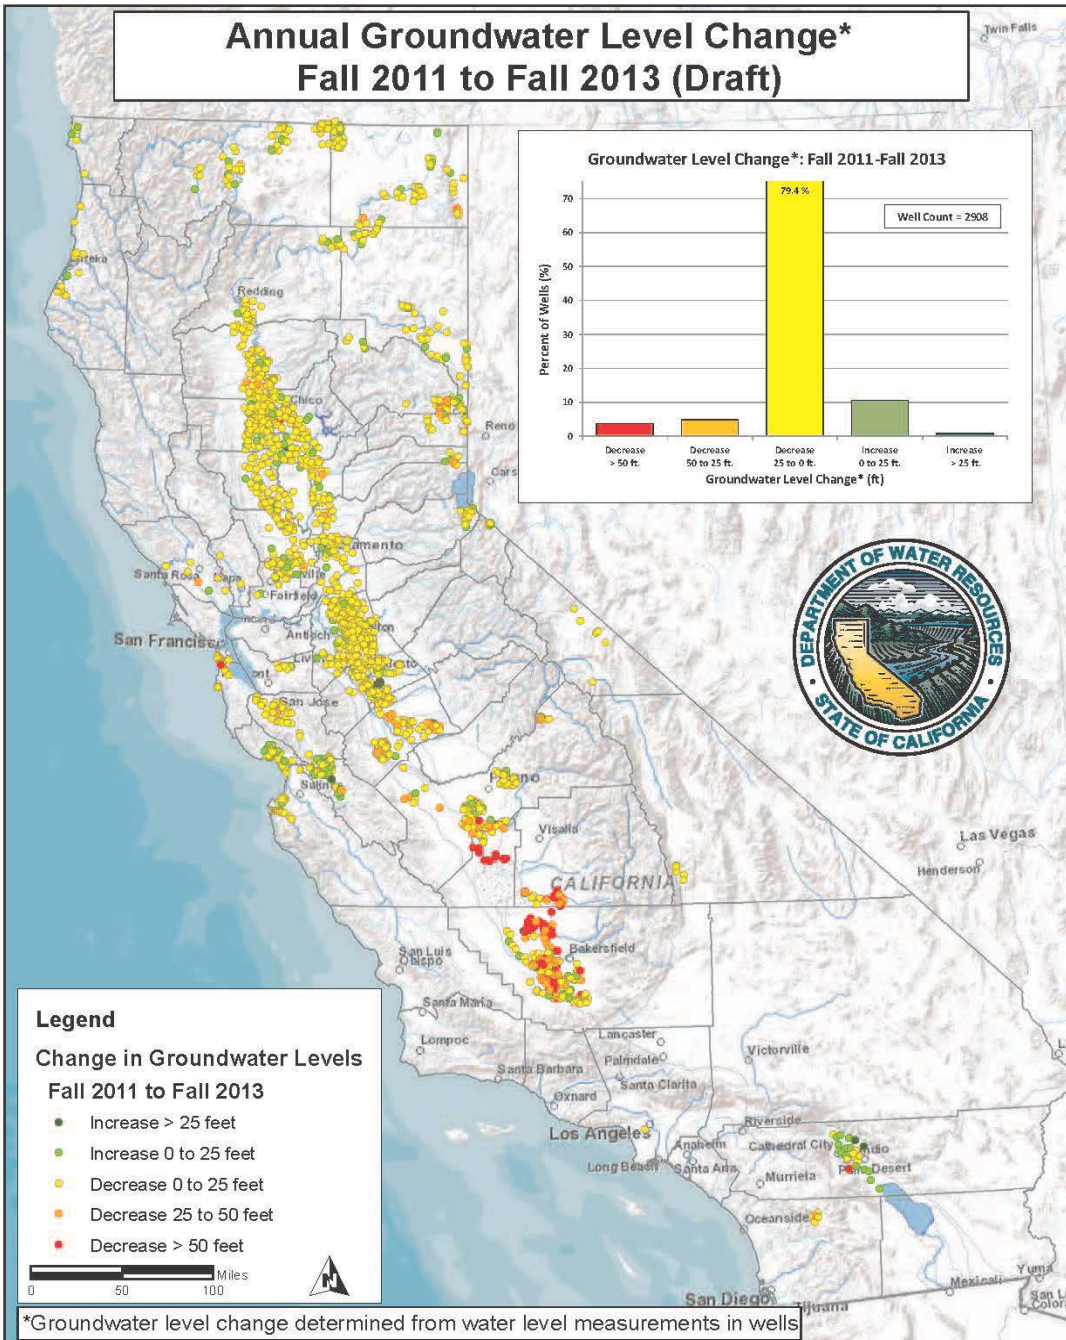 Annual Groundwater Level Change*
Fall 2011 to Fall 2013 (Draft)
Twin Falls
Groundwater Level Change*: Fall 2011-Fall 2013
Well Count = 2908
79.4 %
Percent of Wells (%)
70
60
50
40
30
20
10
0
Decrease
> 50 ft.
Decrease
50 to 25 ft.
Decrease
25 to 0 ft.
Increase
0 to 25 ft.
Increase
> 25 ft.
Groundwater Level Change* (ft)
Redding
Chico
Reno
Santa Rosa
Fairfield
San Francisc
Antioch
San Jose
Visalia
CALIFORNIA
Bakersfield
San Luis
Obispo
Santa Maria
Lompoc
Santa Barbara
Lancaster
Palmdale
Santa Clarita
Oxnard
Los Angeles
Long Beach
Anaheim
Santa Ana
Victorville
Riverside
Cathedral City
Indio
Palm Desert
Murrieta
Oceanside
San Diego
Mexicali
Yuma
Las Vegas
Henderson
DEPARTMENT OF WATER RESOURCES
STATE OF CALIFORNIA
Legend
Change in Groundwater Levels
Fall 2011 to Fall 2013
Increase > 25 feet
Increase 0 to 25 feet
Decrease 0 to 25 feet
Decrease 25 to 50 feet
Decrease > 50 feet
Miles
0 50 100
N
*Groundwater level change determined from water level measurements in wells